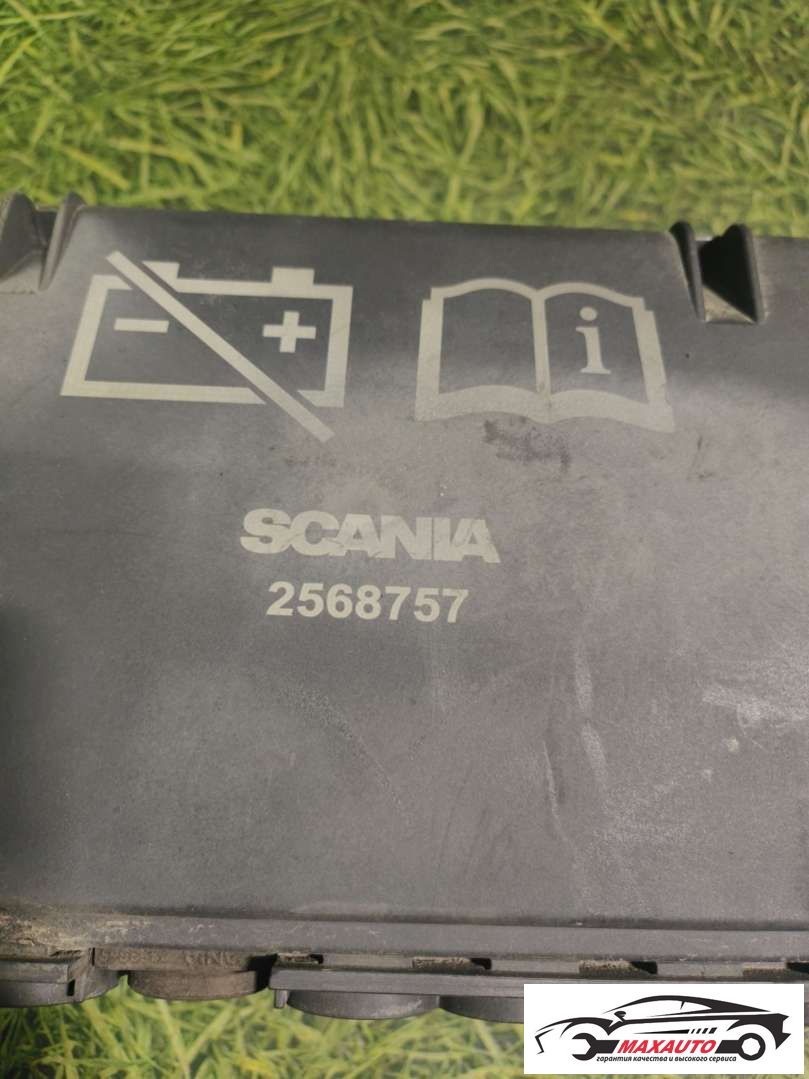 i
SCANIA
2568757
MAXAUTO
гарантия качества и высокого сервиса